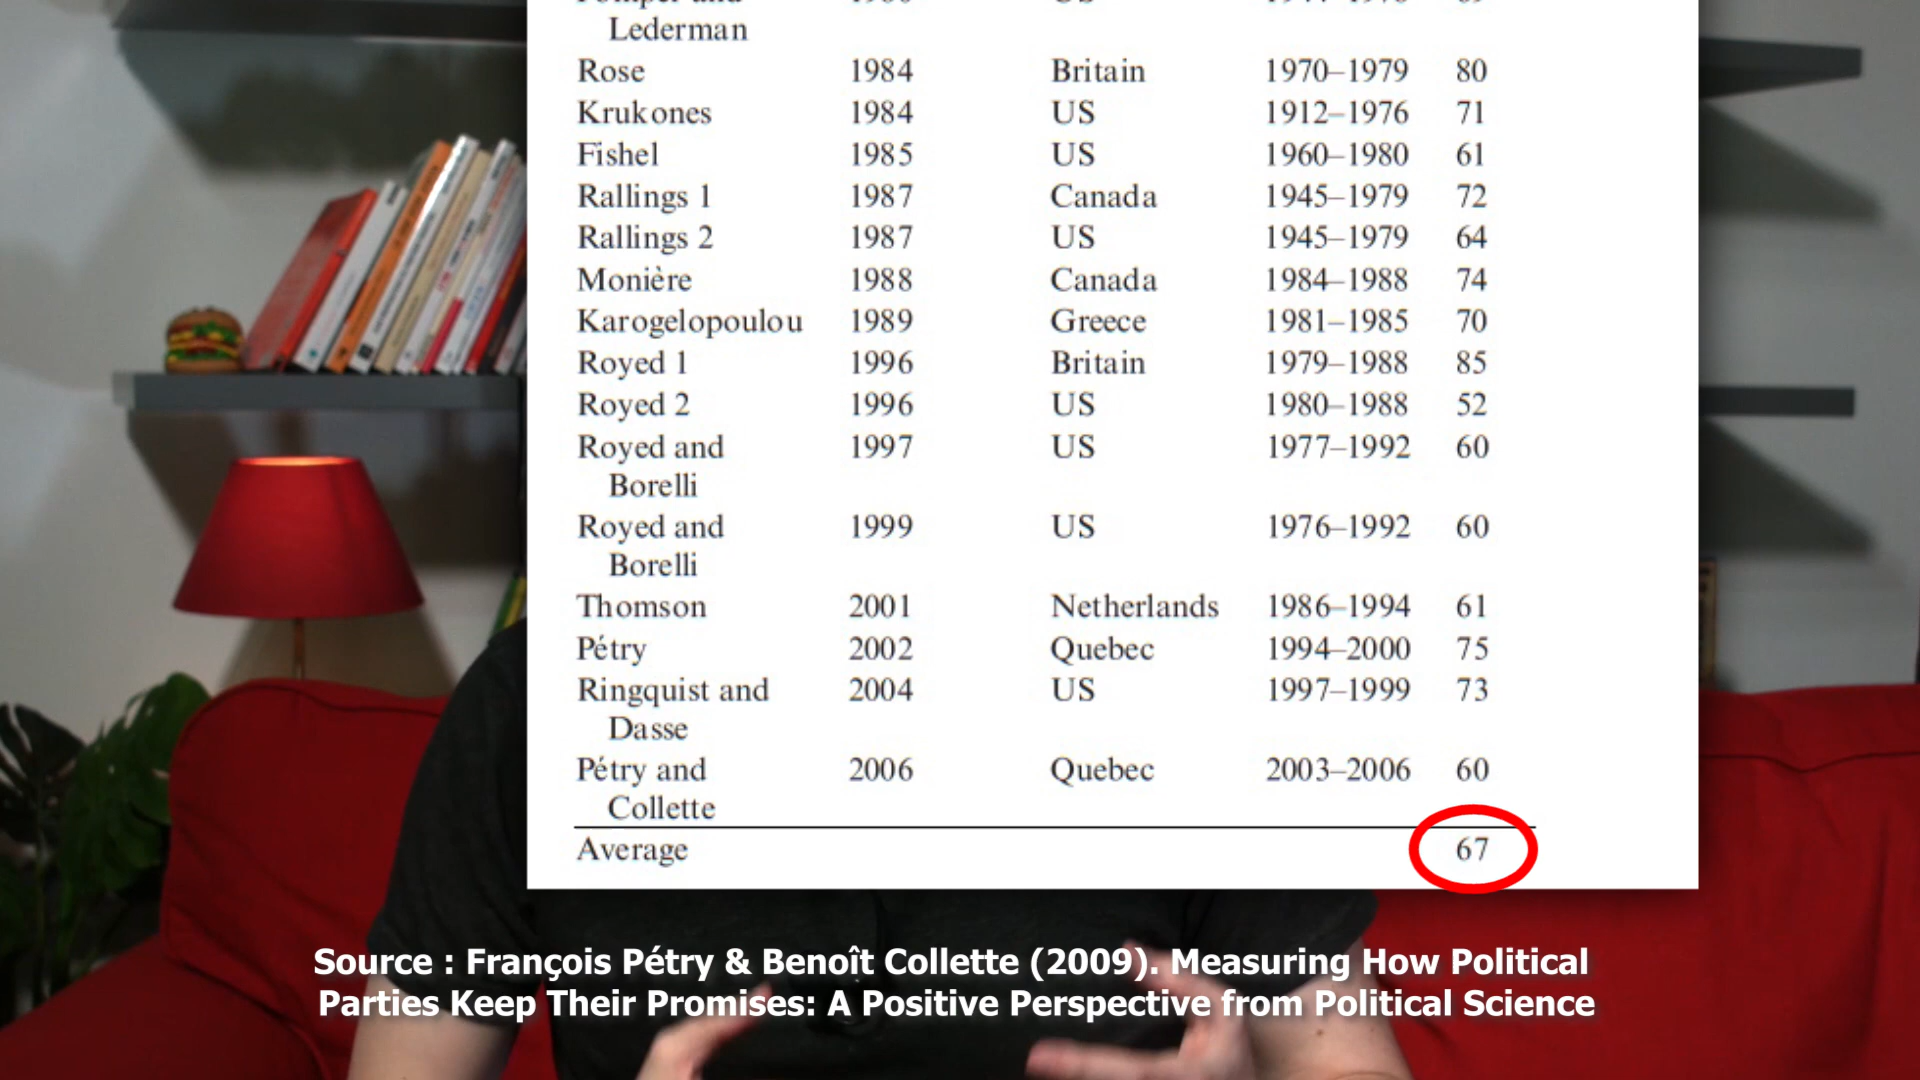 Lederman
Rose 1984 Britain 1970–1979 80
Krukones 1984 US 1912–1976 71
Fishel 1985 US 1960–1980 61
Rallings 1 1987 Canada 1945–1979 72
Rallings 2 1987 US 1945–1979 64
Monière 1988 Canada 1984–1988 74
Karogelopoulou 1989 Greece 1981–1985 70
Royed 1 1996 Britain 1979–1988 85
Royed 2 1996 US 1980–1988 52
Royed and 1997 US 1977–1992 60
Borelli
Royed and 1999 US 1976–1992 60
Borelli
Thomson 2001 Netherlands 1986–1994 61
Pétry 2002 Quebec 1994–2000 75
Ringquist and 2004 US 1997–1999 73
Dasse
Pétry and 2006 Quebec 2003–2006 60
Collette
Average 67
Source : François Pétry & Benoît Collette (2009). Measuring How Political
Parties Keep Their Promises: A Positive Perspective from Political Science